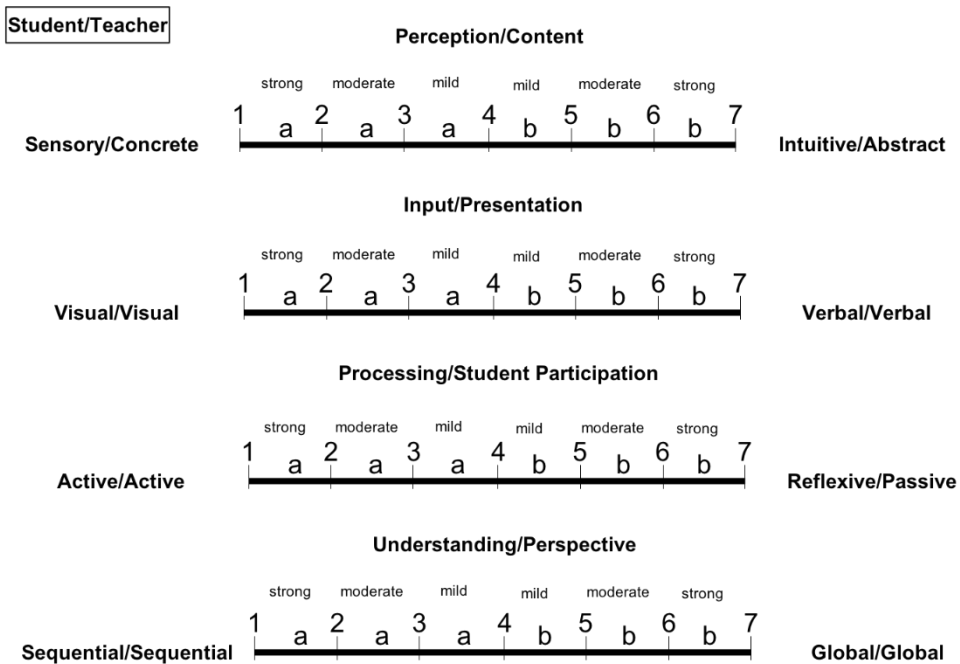 Student/Teacher
Perception/Content
strong moderate mild mild moderate strong
1 2 3 4 5 6 7
a a a b b b
Sensory/Concrete Intuitive/Abstract
Input/Presentation
strong moderate mild mild moderate strong
1 2 3 4 5 6 7
a a a b b b
Visual/Visual Verbal/Verbal
Processing/Student Participation
strong moderate mild mild moderate strong
1 2 3 4 5 6 7
a a a b b b
Active/Active Reflexive/Passive
Understanding/Perspective
strong moderate mild mild moderate strong
1 2 3 4 5 6 7
a a a b b b
Sequential/Sequential Global/Global